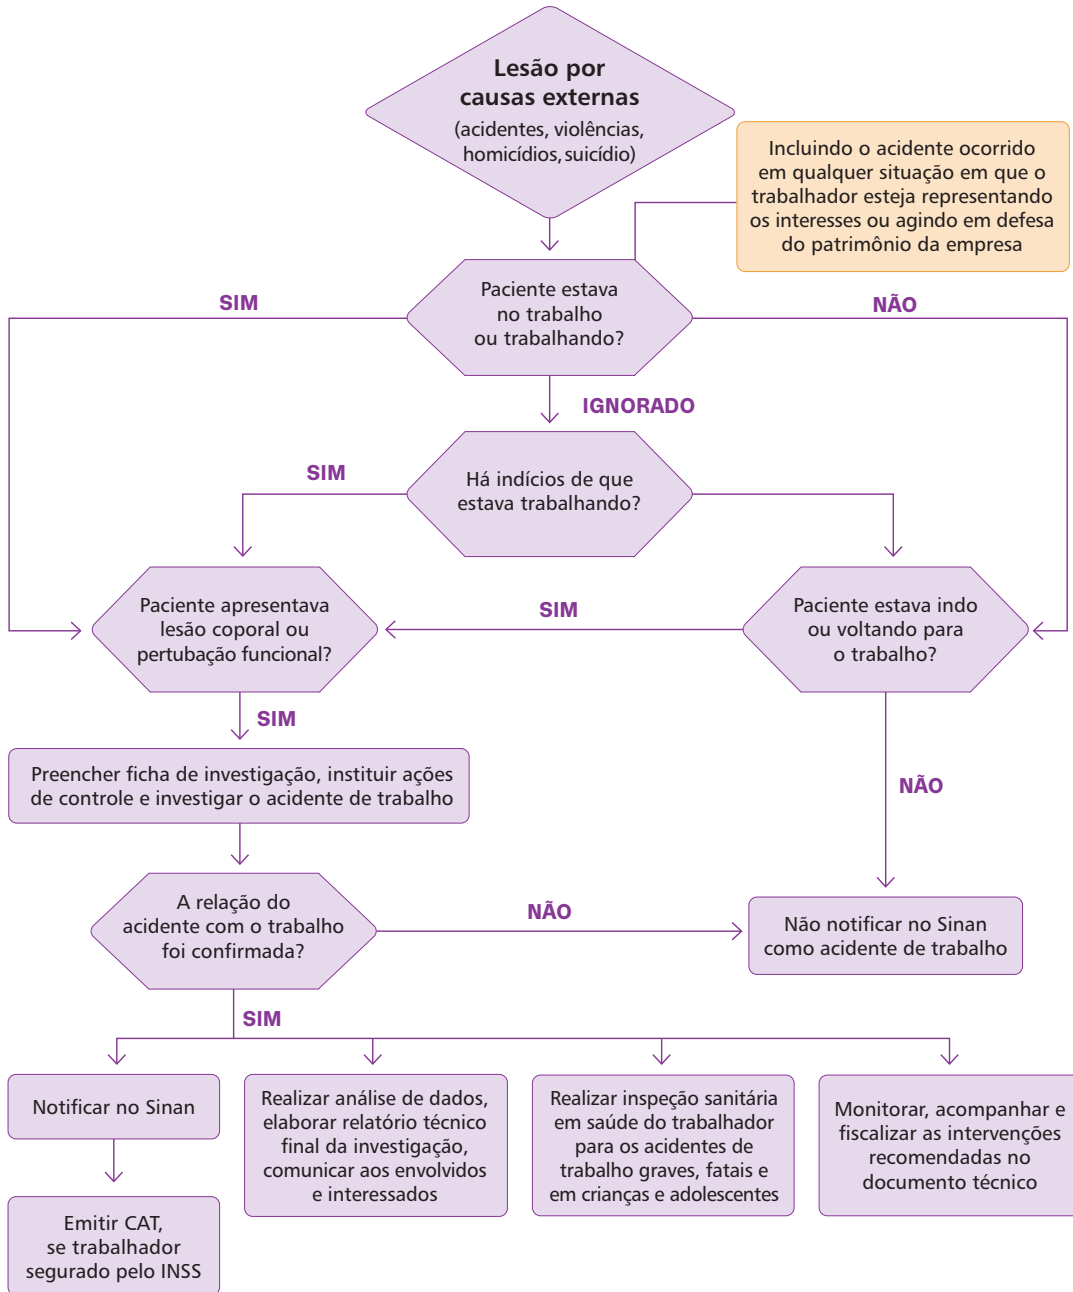 Lesão por
causas externas
(acidentes, violências,
homicídios, suicídio)
Incluindo o acidente ocorrido
em qualquer situação em que o
trabalhador esteja representando
os interesses ou agindo em defesa
do patrimônio da empresa
SIM
Paciente estava
no trabalho
ou trabalhando?
NÃO
IGNORADO
SIM
Há indícios de que
estava trabalhando?
Paciente apresentava
lesão coporal ou
pertubação funcional?
SIM
Paciente estava indo
ou voltando para
o trabalho?
SIM
Preencher ficha de investigação, instituir ações
de controle e investigar o acidente de trabalho
NÃO
A relação do
acidente com o trabalho
foi confirmada?
NÃO
Não notificar no Sinan
como acidente de trabalho
SIM
Notificar no Sinan
Realizar análise de dados,
elaborar relatório técnico
final da investigação,
comunicar aos envolvidos
e interessados
Realizar inspeção sanitária
em saúde do trabalhador
para os acidentes de
trabalho graves, fatais e
em crianças e adolescentes
Monitorar, acompanhar e
fiscalizar as intervenções
recomendadas no
documento técnico
Emitir CAT,
se trabalhador
segurado pelo INSS